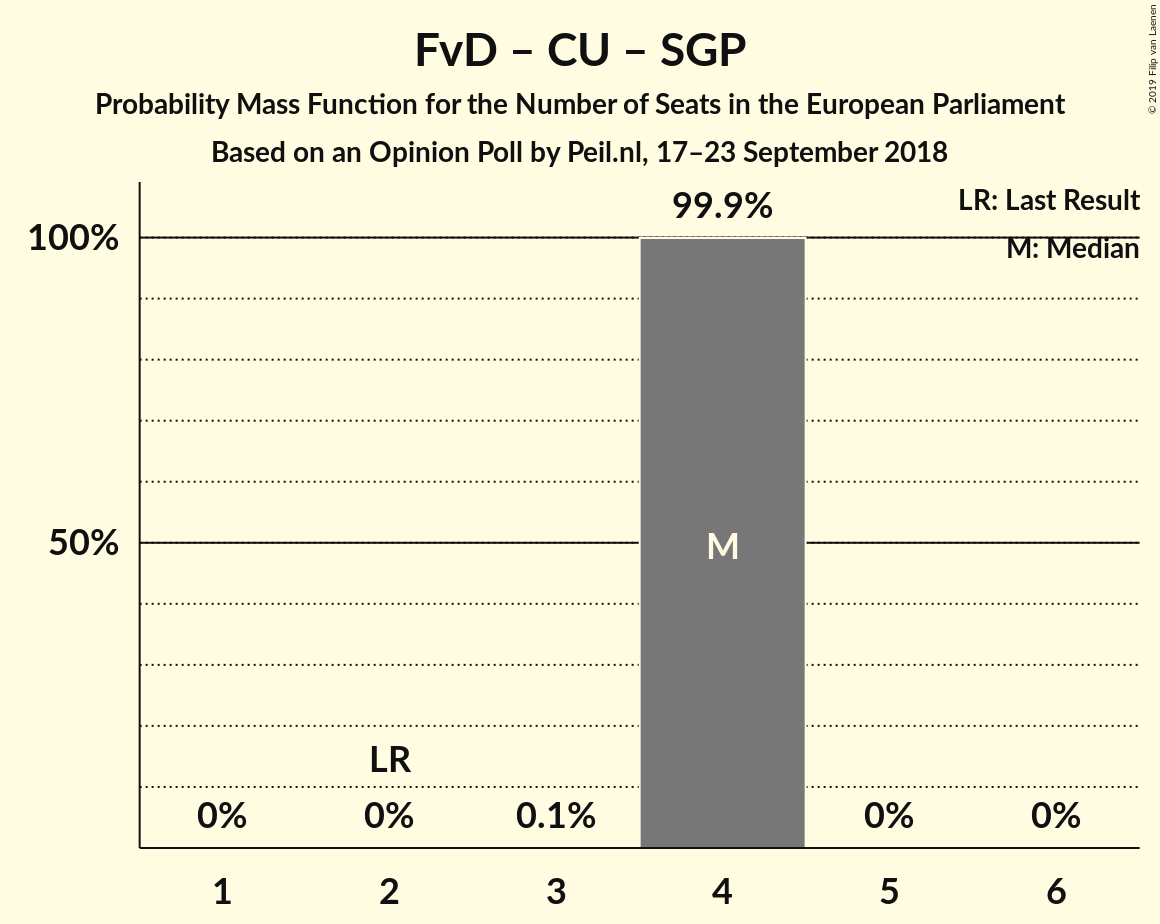 FvD – CU – SGP
Probability Mass Function for the Number of Seats in the European Parliament
Based on an Opinion Poll by Peil.nl, 17–23 September 2018
© 2019 Filip van Laenen
LR: Last Result
M: Median
99.9%
100%
50%
M
LR
0%
0%
0.1%
0%
0%
1
2
3
4
5
6